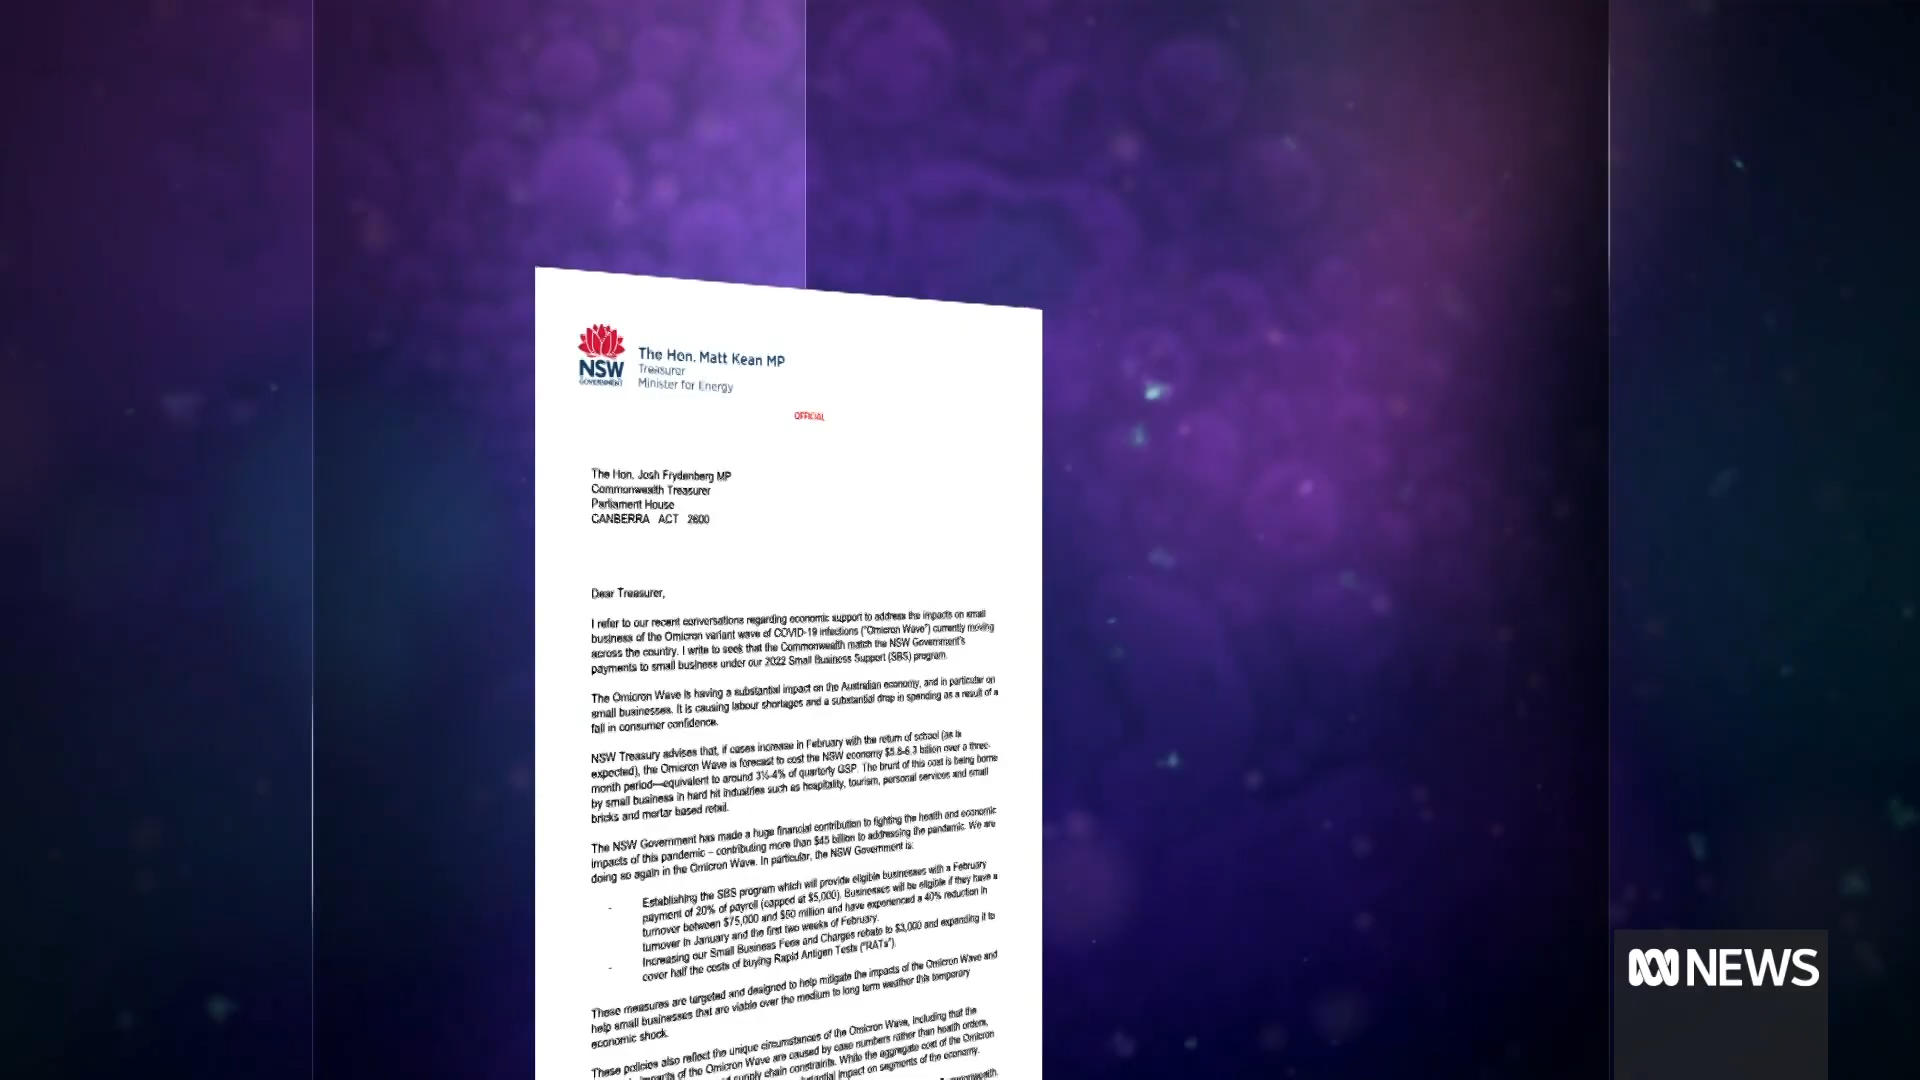 NSW
GOVERNMENT
The Hon. Matt Kean MP
Treasurer
Minister for Energy
OFFICIAL
The Hon. Josh Frydenberg MP
Commonwealth Treasurer
Parliament House
CANBERRA ACT 2600
Dear Treasurer,
I refer to our recent conversations regarding economic support to address the impacts on small
business of the Omicron variant wave of COVID-19 infections ("Omicron Wave") currently moving
across the country. I write to seek that the Commonwealth match the NSW Government's
payments to small business under our 2022 Small Business Support (SBS) program.
The Omicron Wave is having a substantial impact on the Australian economy, and in particular on
small businesses. It is causing labour shortages and a substantial drop in spending as a result of a
fall in consumer confidence.
NSW Treasury advises that, if cases increase in February with the return of school (as is
expected), the Omicron Wave is forecast to cost the NSW economy $5.8-6.3 billion over a three-
month period—equivalent to around 3½-4% of quarterly GSP. The brunt of this cost is being borne
by small business in hard hit industries such as hospitality, tourism, personal services and small
bricks and mortar based retail.
The NSW Government has made a huge financial contribution to fighting the health and economic
impacts of this pandemic – contributing more than $45 billion to addressing the pandemic. We are
doing so again in the Omicron Wave. In particular, the NSW Government is:
- Establishing the SBS program which will provide eligible businesses with a February
payment of 20% of payroll (capped at $5,000). Businesses will be eligible if they have a
turnover between $75,000 and $50 million and have experienced a 40% reduction in
turnover in January and the first two weeks of February.
- Increasing our Small Business Fees and Charges rebate to $3,000 and expanding it to
cover half the costs of buying Rapid Antigen Tests ("RATs").
These measures are targeted and designed to help mitigate the impacts of the Omicron Wave and
help small businesses that are viable over the medium to long term weather this temporary
economic shock.
These policies also reflect the unique circumstances of the Omicron Wave, including that the
impacts of the Omicron Wave are caused by case numbers rather than health orders,
supply chain constraints. While the aggregate cost of the Omicron
impact on segments of the economy.
NEWS